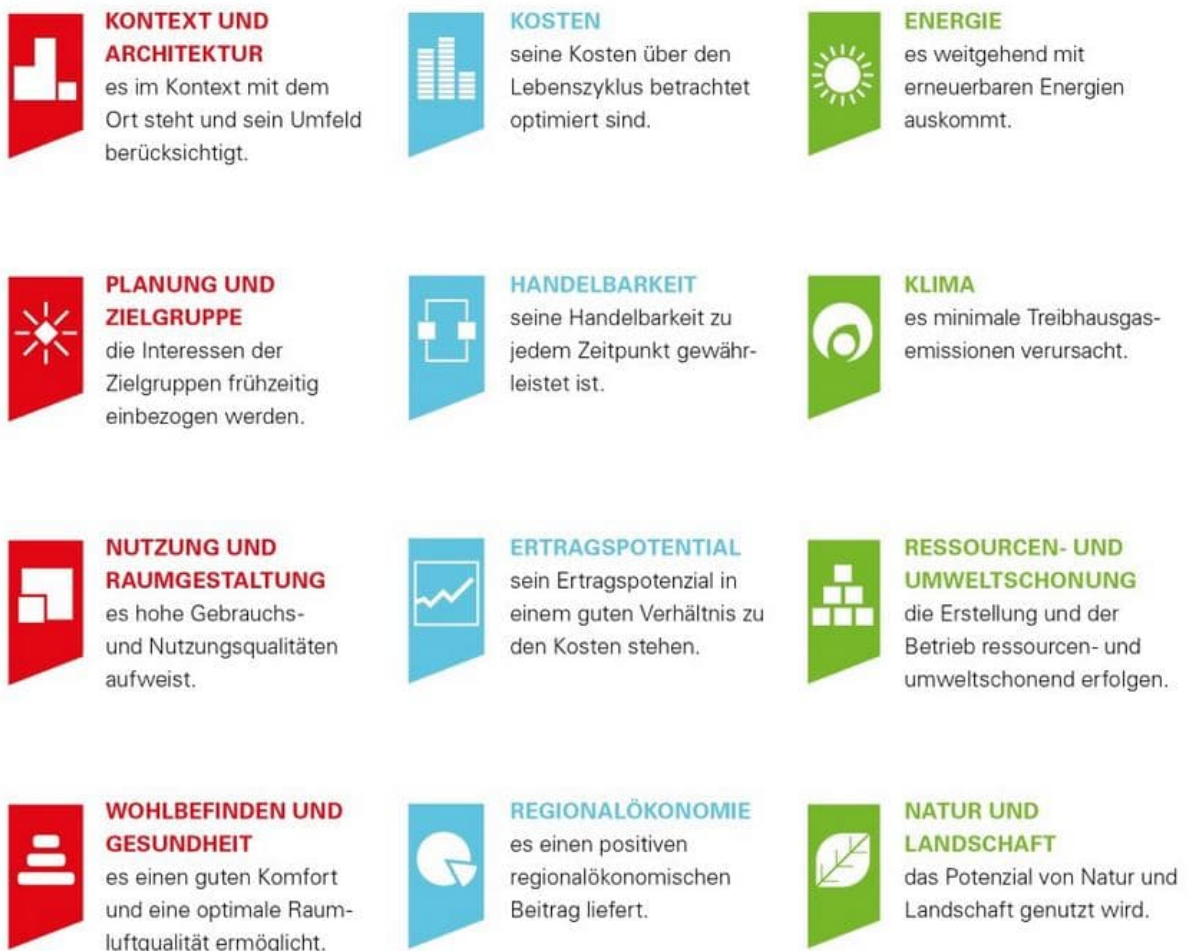 KONTEXT UND
ARCHITEKTUR
es im Kontext mit dem
Ort steht und sein Umfeld
berücksichtigt.
KOSTEN
seine Kosten über den
Lebenszyklus betrachtet
optimiert sind.
ENERGIE
es weitgehend mit
erneuerbaren Energien
auskommt.
PLANUNG UND
ZIELGRUPPE
die Interessen der
Zielgruppen frühzeitig
einbezogen werden.
HANDELBARKEIT
seine Handelbarkeit zu
jedem Zeitpunkt gewähr-
leistet ist.
KLIMA
es minimale Treibhausgas-
emissionen verursacht.
NUTZUNG UND
RAUMGESTALTUNG
es hohe Gebrauchs-
und Nutzungsqualitäten
aufweist.
ERTRAGSPOTENTIAL
sein Ertragspotenzial in
einem guten Verhältnis zu
den Kosten stehen.
RESSOURCEN- UND
UMWELTSCHONUNG
die Erstellung und der
Betrieb ressourcen- und
umweltschonend erfolgen.
WOHLBEFINDEN UND
GESUNDHEIT
es einen guten Komfort
und eine optimale Raum-
luftqualität ermöglicht.
REGIONALÖKONOMIE
es einen positiven
regionalökonomischen
Beitrag liefert.
NATUR UND
LANDSCHAFT
das Potenzial von Natur und
Landschaft genutzt wird.